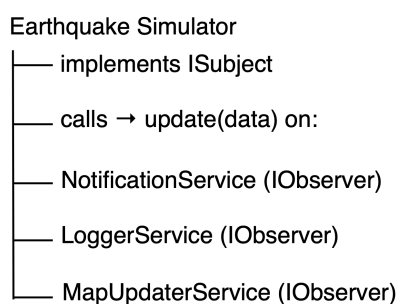 Earthquake Simulator
implements ISubject
calls → update(data) on:
NotificationService (IObserver)
LoggerService (IObserver)
MapUpdaterService (IObserver)